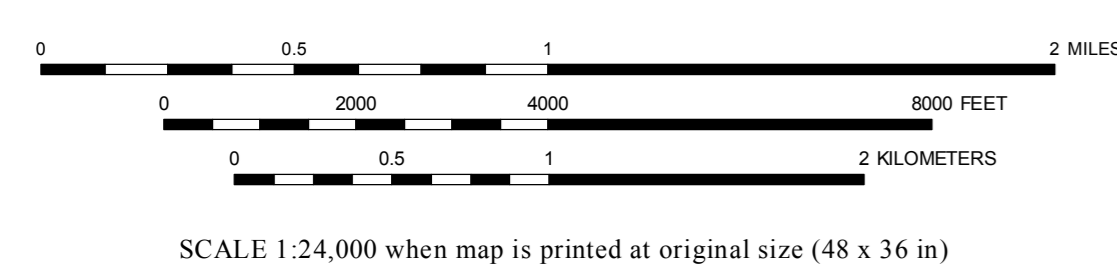 0 0.5 1 2 MILES
0 2000 4000 8000 FEET
0 0.5 1 2 KILOMETERS
SCALE 1:24,000 when map is printed at original size (48 x 36 in)